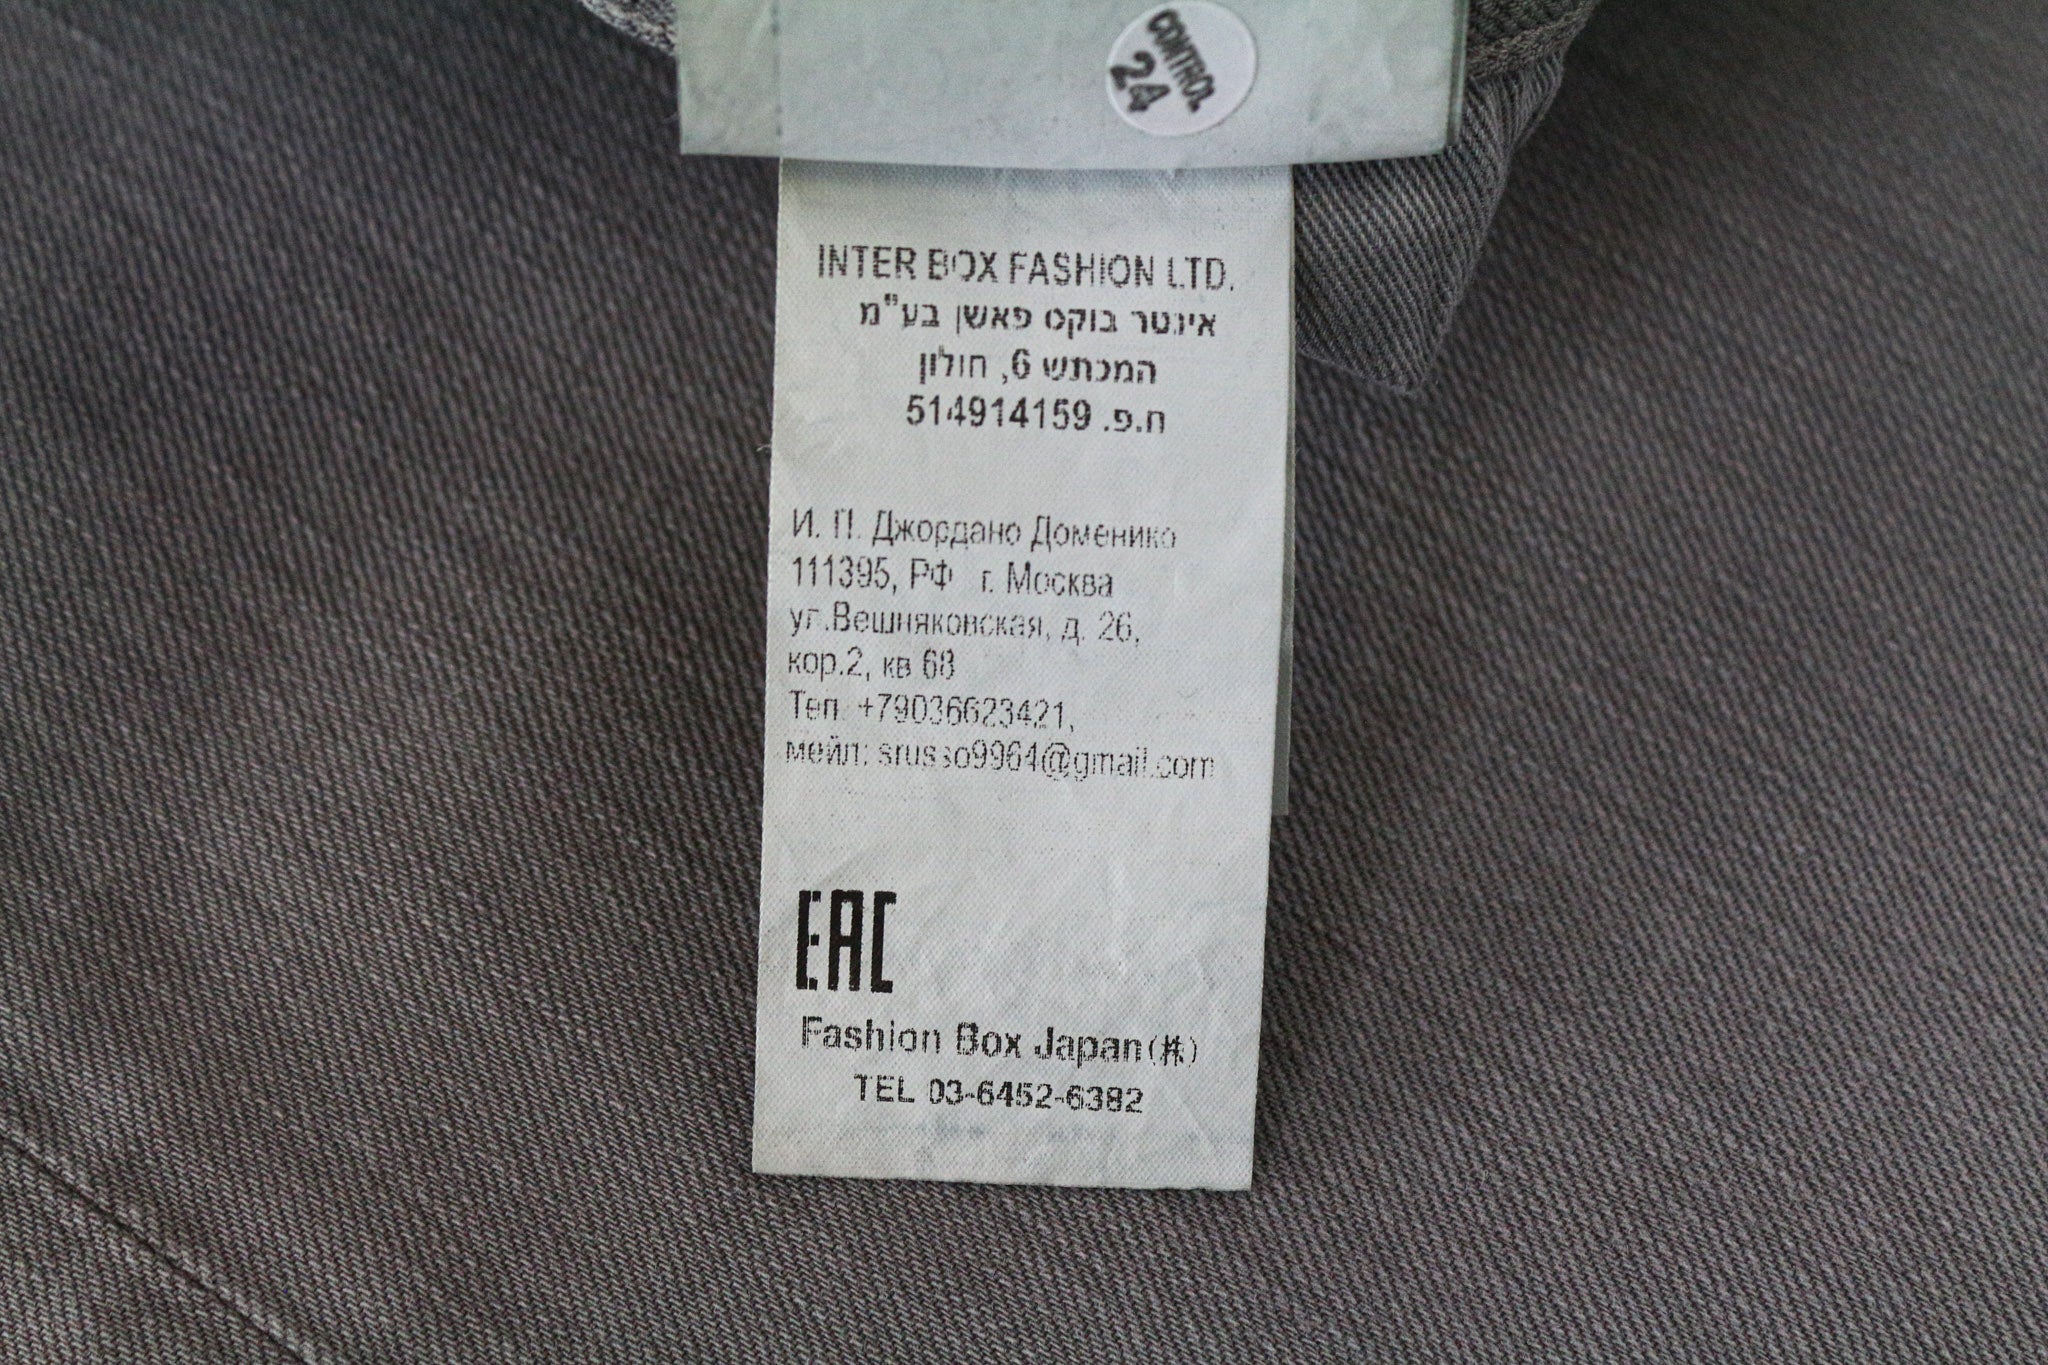 CONTROL
24
INTER BOX FASHION LTD.
אינטר בוקס פאשן בע"מ
המכתש 6, חולון
ח.פ. 514914159
И. П. Джордано Доменико
111395, РФ г. Москва
ул.Вешняковская, д. 26,
кор.2, кв 68
Тел. +79036623421,
мейл: srusso9964@gmail.com
EAC
Fashion Box Japan(株)
TEL 03-6452-6382